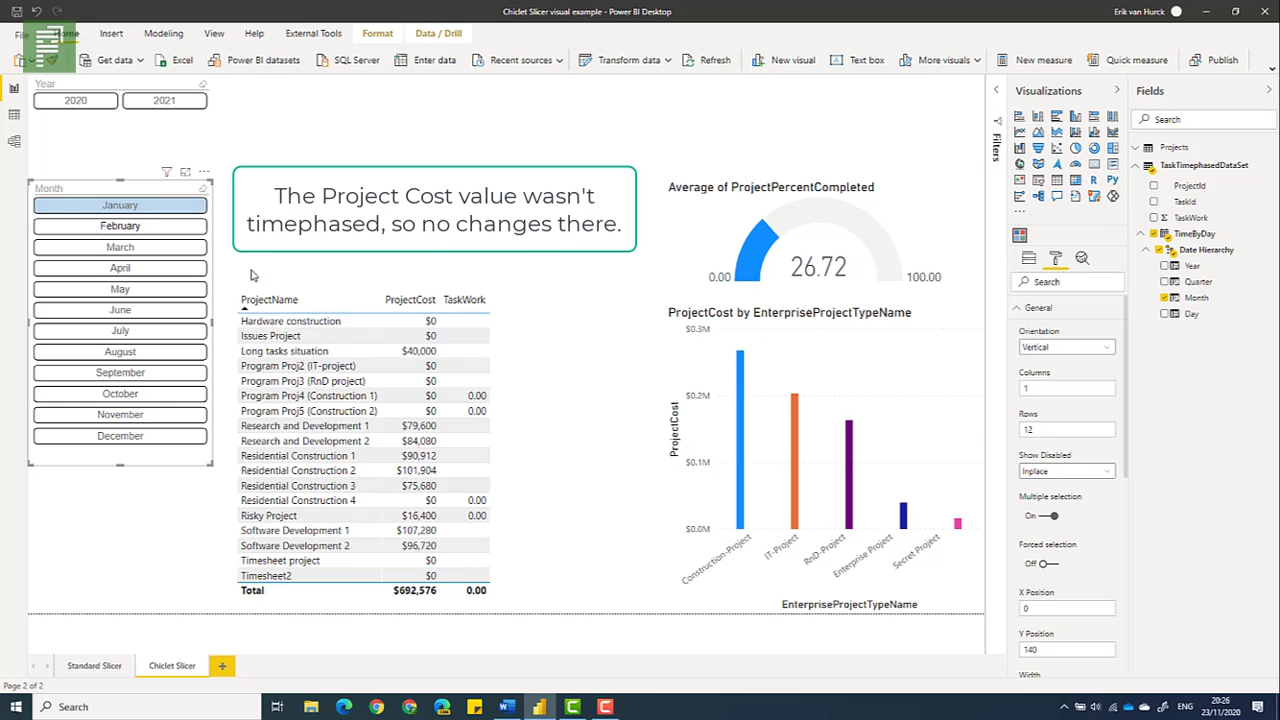 Chiclet Slicer visual example - Power BI Desktop
Erik van Hurck
File Home Insert Modeling View Help External Tools Format Data / Drill
Get data Excel Power BI datasets SQL Server Enter data Recent sources Transform data Refresh New visual Text box More visuals New measure Quick measure Publish
Year
2020 2021
Month
January
February
March
April
May
June
July
August
September
October
November
December
The Project Cost value wasn't
timephased, so no changes there.
ProjectName ProjectCost TaskWork
Hardware construction $0
Issues Project $0
Long tasks situation $40,000
Program Proj2 (IT-project) $0
Program Proj3 (RnD project) $0
Program Proj4 (Construction 1) $0 0.00
Program Proj5 (Construction 2) $0 0.00
Research and Development 1 $79,600
Research and Development 2 $84,080
Residential Construction 1 $90,912
Residential Construction 2 $101,904
Residential Construction 3 $75,680
Residential Construction 4 $0 0.00
Risky Project $16,400 0.00
Software Development 1 $107,280
Software Development 2 $96,720
Timesheet project $0
Timesheet2 $0
Total $692,576 0.00
Average of ProjectPercentCompleted
26.72
0.00 100.00
ProjectCost by EnterpriseProjectTypeName
$0.3M
$0.2M
$0.1M
$0.0M
ProjectCost
Construction-Project IT-Project RnD-Project Enterprise Project Secret Project
EnterpriseProjectTypeName
Filters
Visualizations
R Py
Search
General
Orientation
Vertical
Columns
1
Rows
12
Show Disabled
Inplace
Multiple selection
On
Forced selection
Off
X Position
0
Y Position
140
Width
Fields
Search
Projects
TaskTimephasedDataSet
ProjectId
TaskId
TaskWork
TimeByDay
Date Hierarchy
Year
Quarter
Month
Day
Standard Slicer Chiclet Slicer
Page 2 of 2
Search
ENG
20:26
23/11/2020